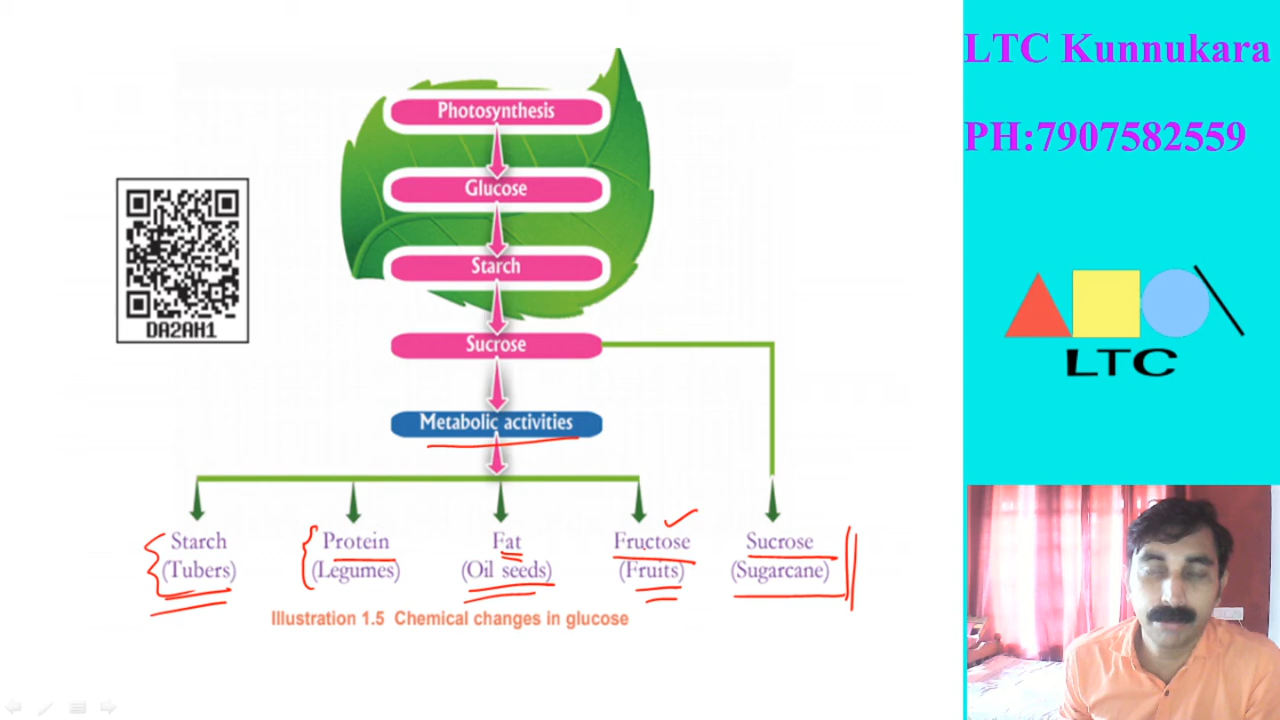 LTC Kunnukara
PH:7907582559
Photosynthesis
Glucose
Starch
Sucrose
Metabolic activities
DA2AH1
Starch
(Tubers)
Protein
(Legumes)
Fat
(Oil seeds)
Fructose
(Fruits)
Sucrose
(Sugarcane)
Illustration 1.5 Chemical changes in glucose
LTC